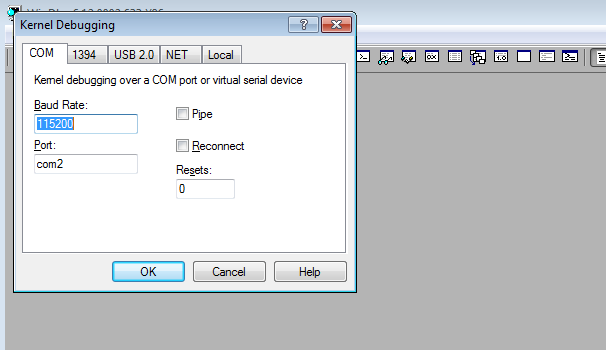 Kernel Debugging
COM 1394 USB 2.0 NET Local
Kernel debugging over a COM port or virtual serial device
Baud Rate:
115200
Pipe
Port:
Reconnect
com2
Resets:
0
OK Cancel Help